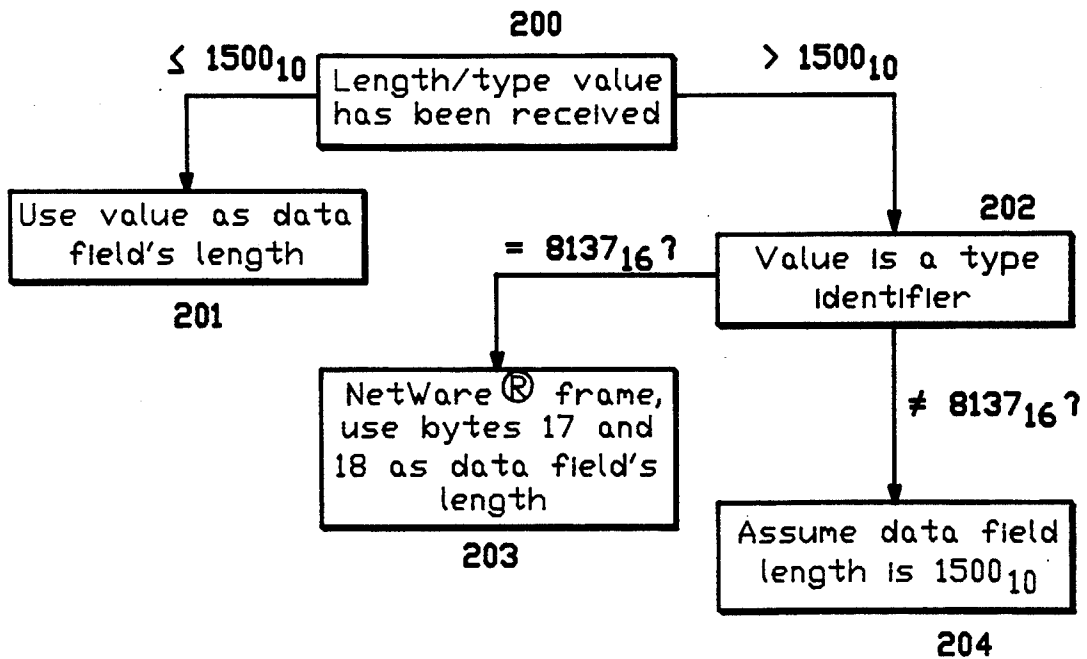 200
≤ 1500₁₀
> 1500₁₀
Length/type value
has been received
Use value as data
field's length
201
202
Value is a type
identifier
= 8137₁₆?
NetWare® frame,
use bytes 17 and
18 as data field's
length
203
≠ 8137₁₆?
Assume data field
length is 1500₁₀
204